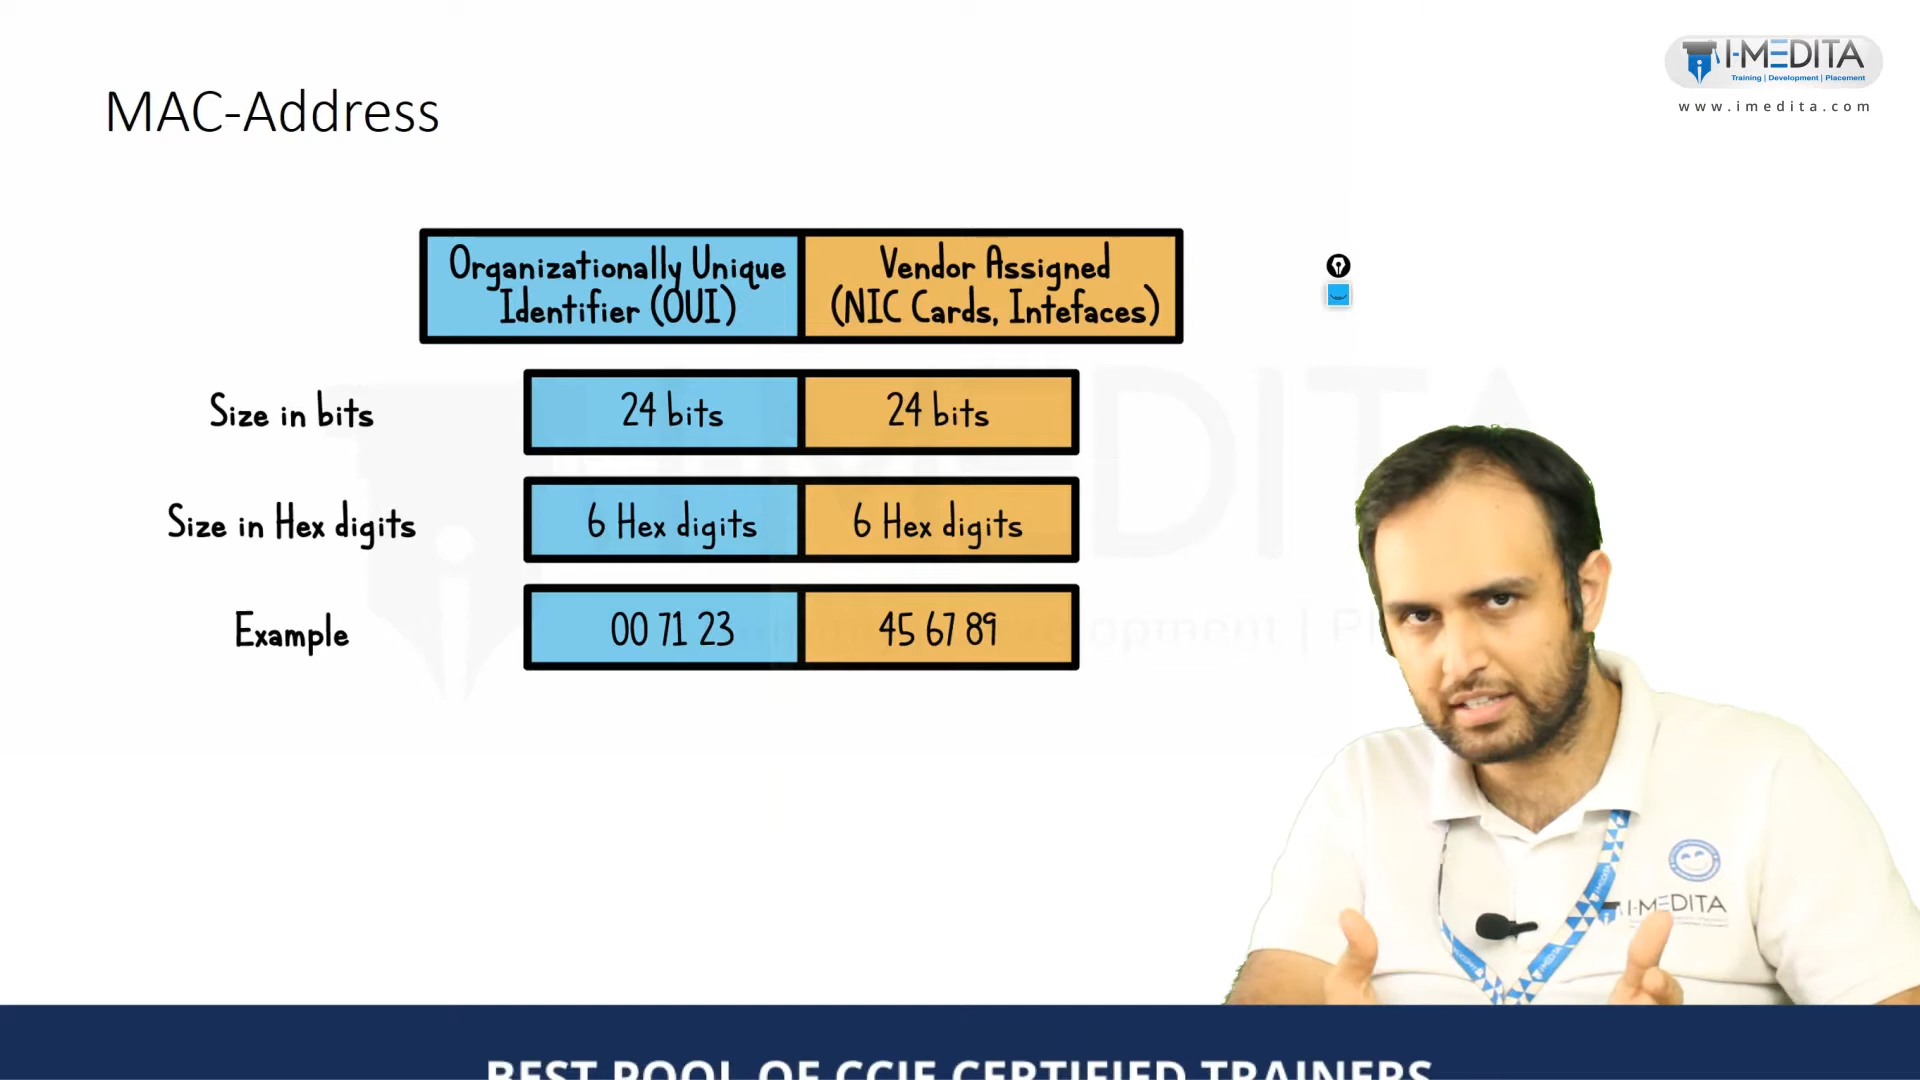 I-MEDITA
Training | Development | Placement
www.imedita.com
MAC-Address
Organizationally Unique
Identifier (OUI)
Vendor Assigned
(NIC Cards, Intefaces)
Size in bits
24 bits
24 bits
Size in Hex digits
6 Hex digits
6 Hex digits
Example
00 71 23
45 67 89
I-MEDITA
BEST POOL OF CCIE CERTIFIED TRAINERS